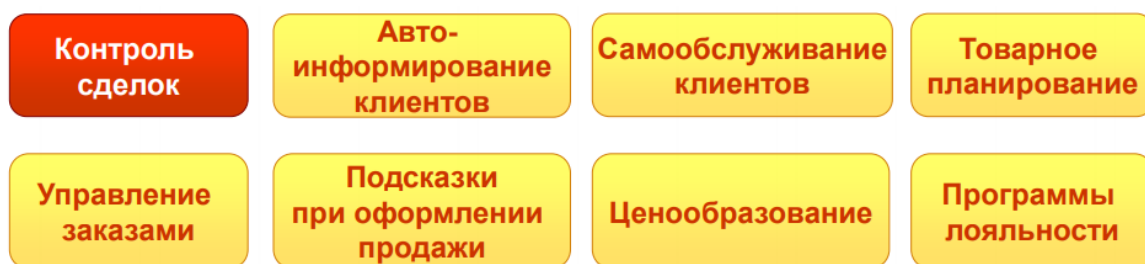 Контроль
сделок
Авто-
информирование
клиентов
Самообслуживание
клиентов
Товарное
планирование
Управление
заказами
Подсказки
при оформлении
продажи
Ценообразование
Программы
лояльности